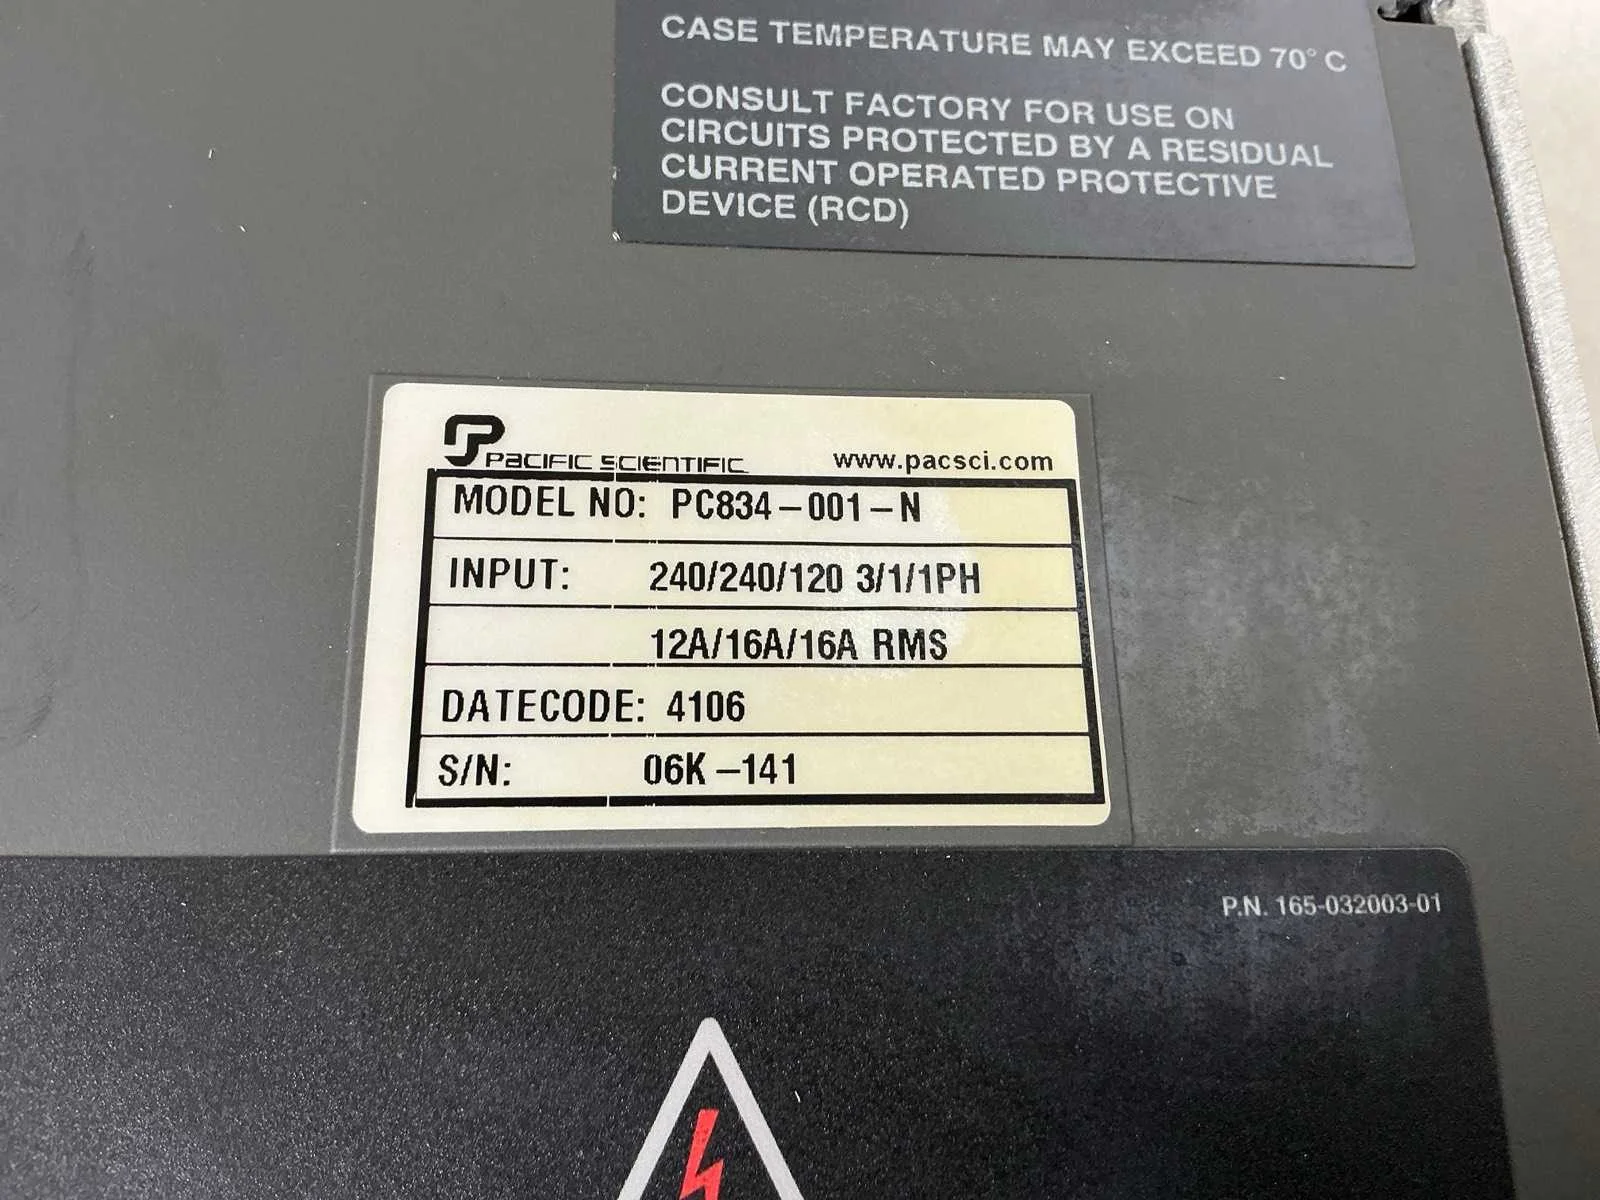 CASE TEMPERATURE MAY EXCEED 70° C
CONSULT FACTORY FOR USE ON
CIRCUITS PROTECTED BY A RESIDUAL
CURRENT OPERATED PROTECTIVE
DEVICE (RCD)
PACIFIC SCIENTIFIC www.pacsci.com
MODEL NO: PC834-001-N
INPUT: 240/240/120 3/1/1PH
12A/16A/16A RMS
DATECODE: 4106
S/N: 06K-141
P.N. 165-032003-01